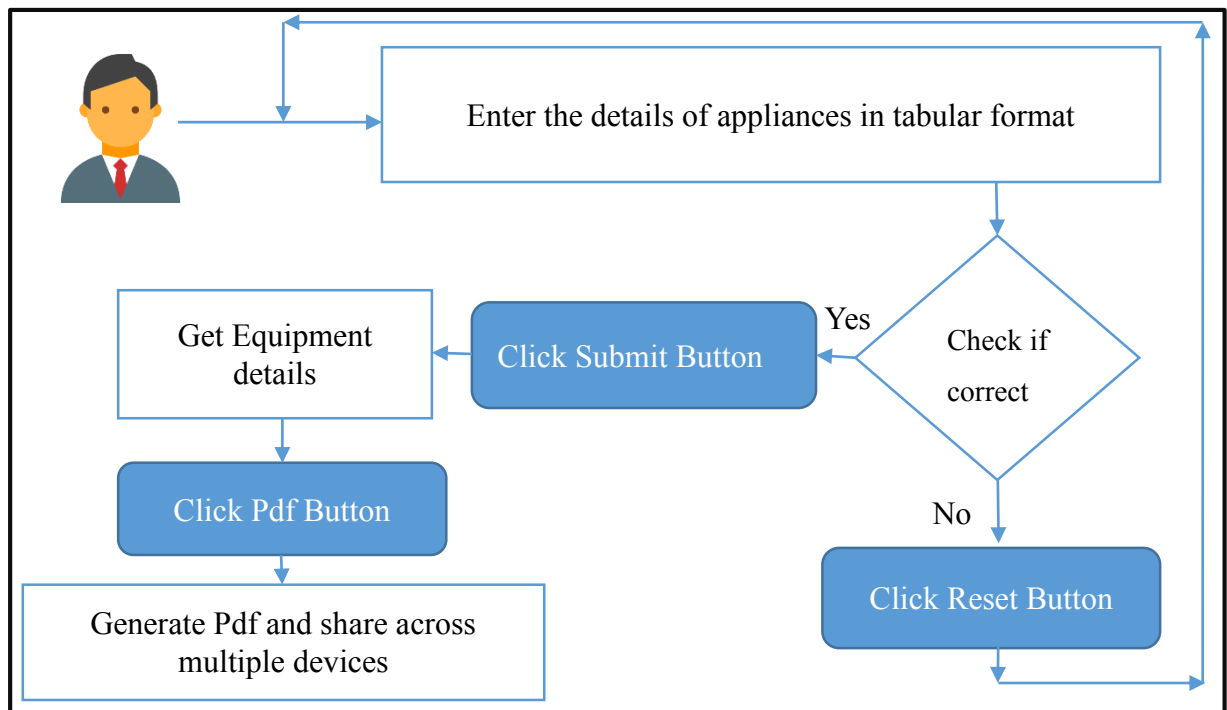 Enter the details of appliances in tabular format
Yes
Get Equipment
details
Click Submit Button
Check if
correct
Click Pdf Button
No
Click Reset Button
Generate Pdf and share across
multiple devices